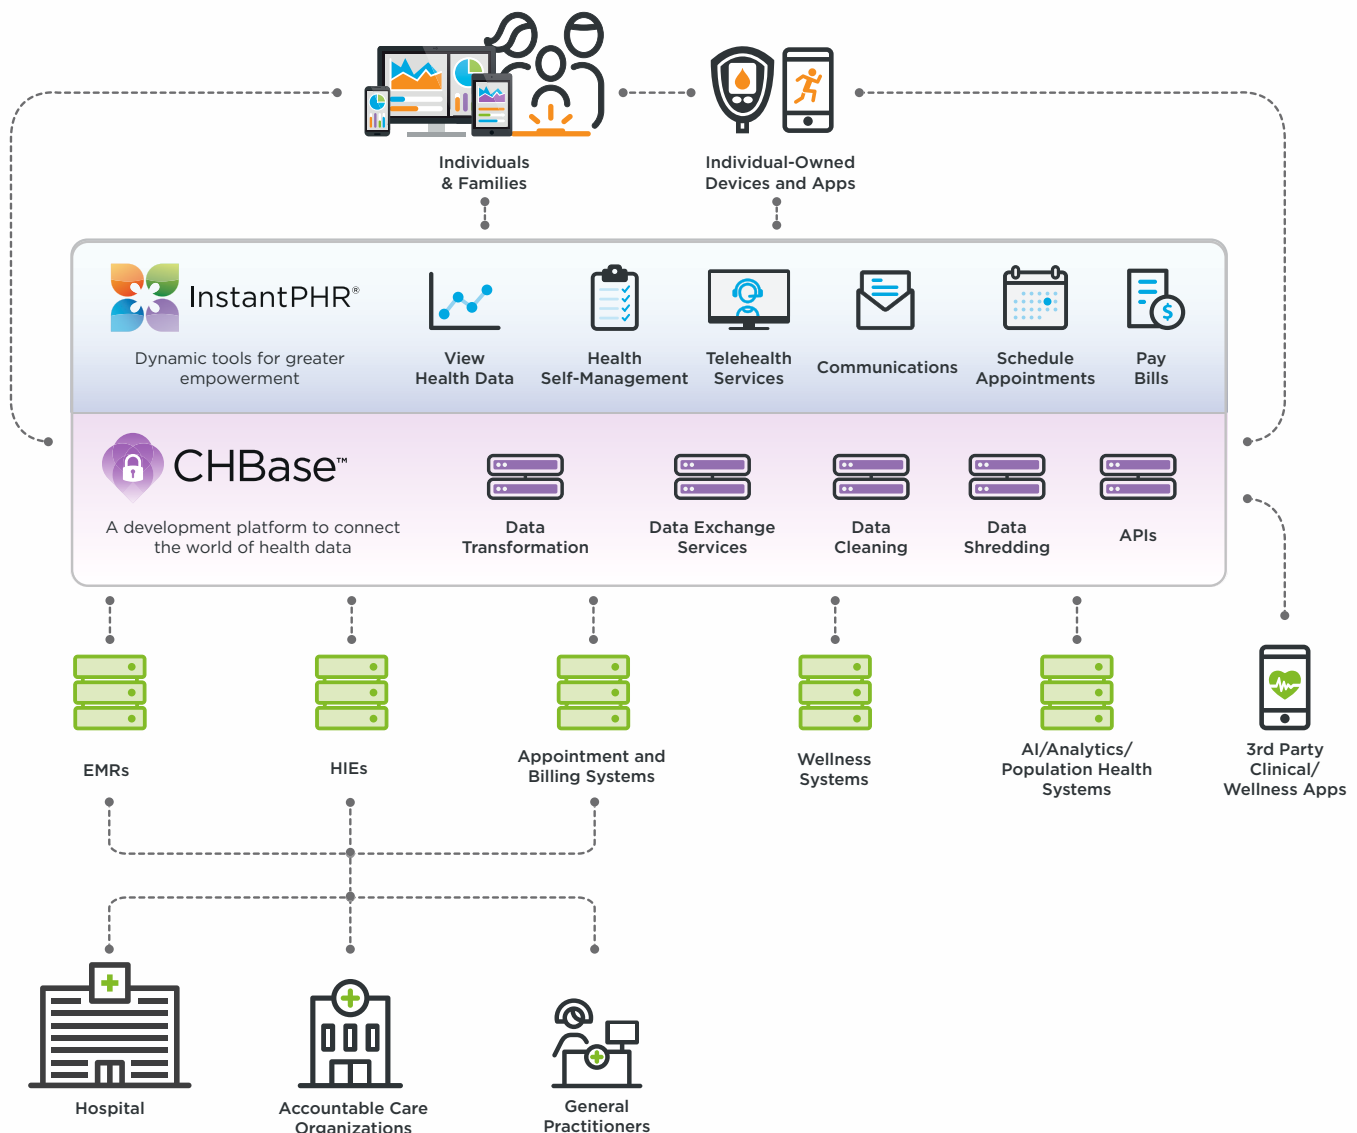 Individuals
& Families
Individual-Owned
Devices and Apps
InstantPHR®
Dynamic tools for greater
empowerment
View
Health Data
Health
Self-Management
Telehealth
Services
Communications
Schedule
Appointments
$
Pay
Bills
CHBase™
A development platform to connect
the world of health data
Data
Transformation
Data Exchange
Services
Data
Cleaning
Data
Shredding
APIs
EMRs
HIEs
Appointment and
Billing Systems
Wellness
Systems
AI/Analytics/
Population Health
Systems
3rd Party
Clinical/
Wellness Apps
Hospital
Accountable Care
Organizations
General
Practitioners